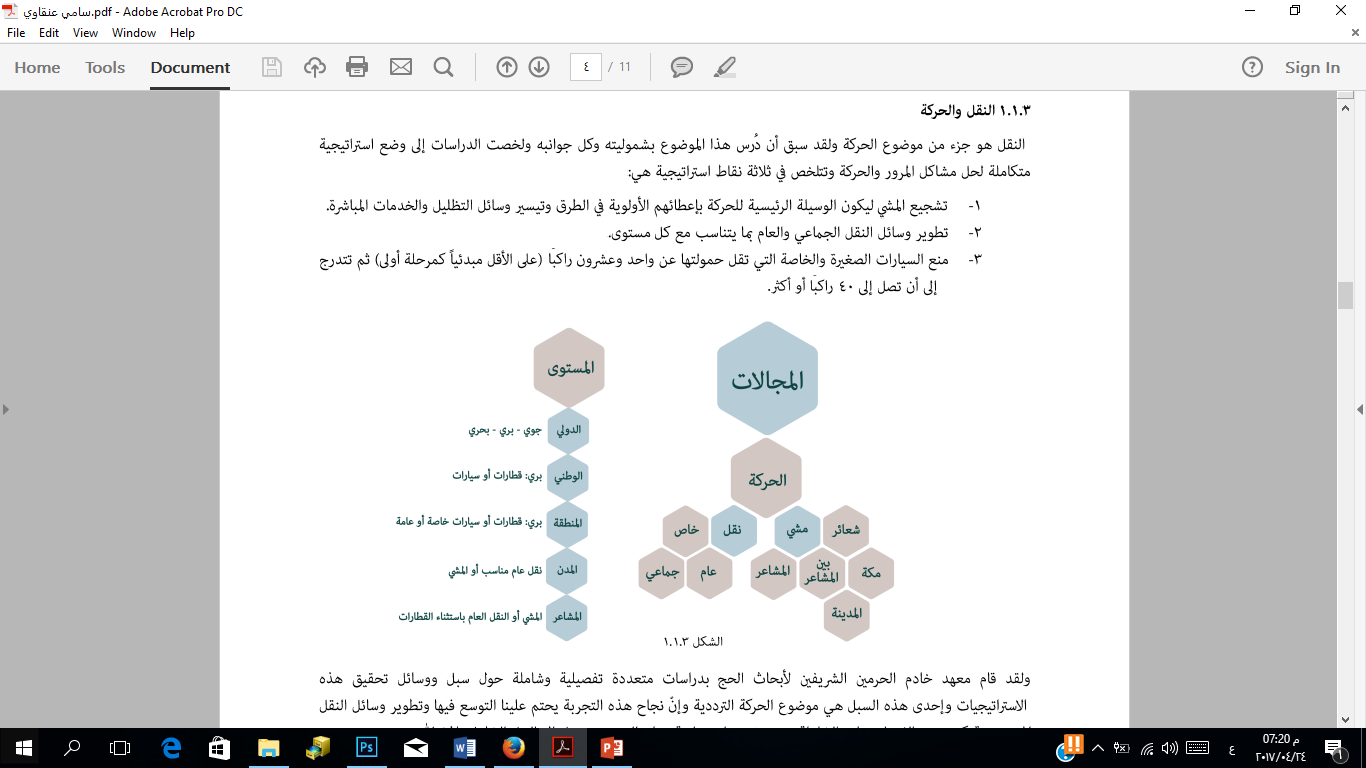 سامي عنقاوي.pdf - Adobe Acrobat Pro DC
File Edit View Window Help
Home Tools Document ٤ / 11 Sign In
١.١.٣ النقل والحركة
النقل هو جزء من موضوع الحركة ولقد سبق أن دُرس هذا الموضوع بشموليته وكل جوانبه ولخصت الدراسات إلى وضع استراتيجية
متكاملة لحل مشاكل المرور والحركة وتتلخص في ثلاثة نقاط استراتيجية هي:
١- تشجيع المشي ليكون الوسيلة الرئيسية للحركة بإعطائهم الأولوية في الطرق وتيسير وسائل التظليل والخدمات المباشرة.
٢- تطوير وسائل النقل الجماعي والعام بما يتناسب مع كل مستوى.
٣- منع السيارات الصغيرة والخاصة التي تقل حمولتها عن واحد وعشرون راكبًا (على الأقل مبدئياً كمرحلة أولى) ثم تتدرج
إلى أن تصل إلى ٤٠ راكبًا أو أكثر.
المجالات
الحركة
شعائر
مشي
نقل
خاص
مكة
بين
المشاعر
المشاعر
عام
جماعي
المدينة
المستوى
الدولي
جوي - بري - بحري
الوطني
بري: قطارات أو سيارات
المنطقة
بري: قطارات أو سيارات خاصة أو عامة
المدن
نقل عام مناسب أو المشي
المشاعر
المشي أو النقل العام باستثناء القطارات
الشكل ١.١.٣
ولقد قام معهد خادم الحرمين الشريفين لأبحاث الحج بدراسات متعددة تفصيلية وشاملة حول سبل ووسائل تحقيق هذه
الاستراتيجيات وإحدى هذه السبل هي موضوع الحركة الترددية وإنّ نجاح هذه التجربة يحتم علينا التوسع فيها وتطوير وسائل النقل
ع
07:20 م
٢٠١٧/٠٤/٢٤
1